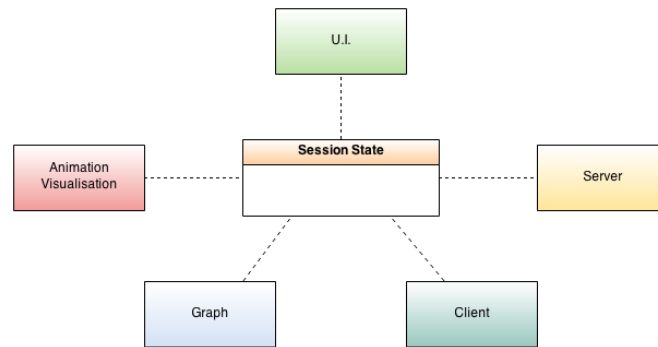 U.I.
Session State
Animation
Visualisation
Server
Graph
Client